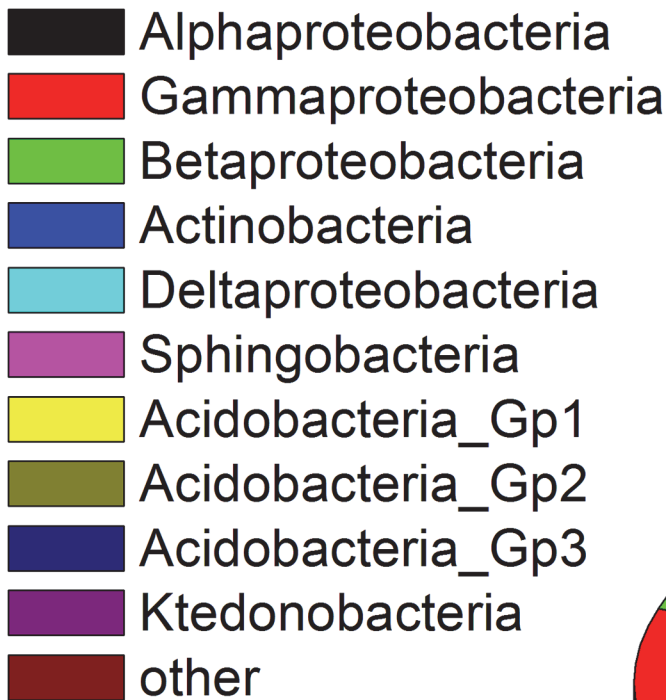 Alphaproteobacteria
Gammaproteobacteria
Betaproteobacteria
Actinobacteria
Deltaproteobacteria
Sphingobacteria
Acidobacteria_Gp1
Acidobacteria_Gp2
Acidobacteria_Gp3
Ktedonobacteria
other